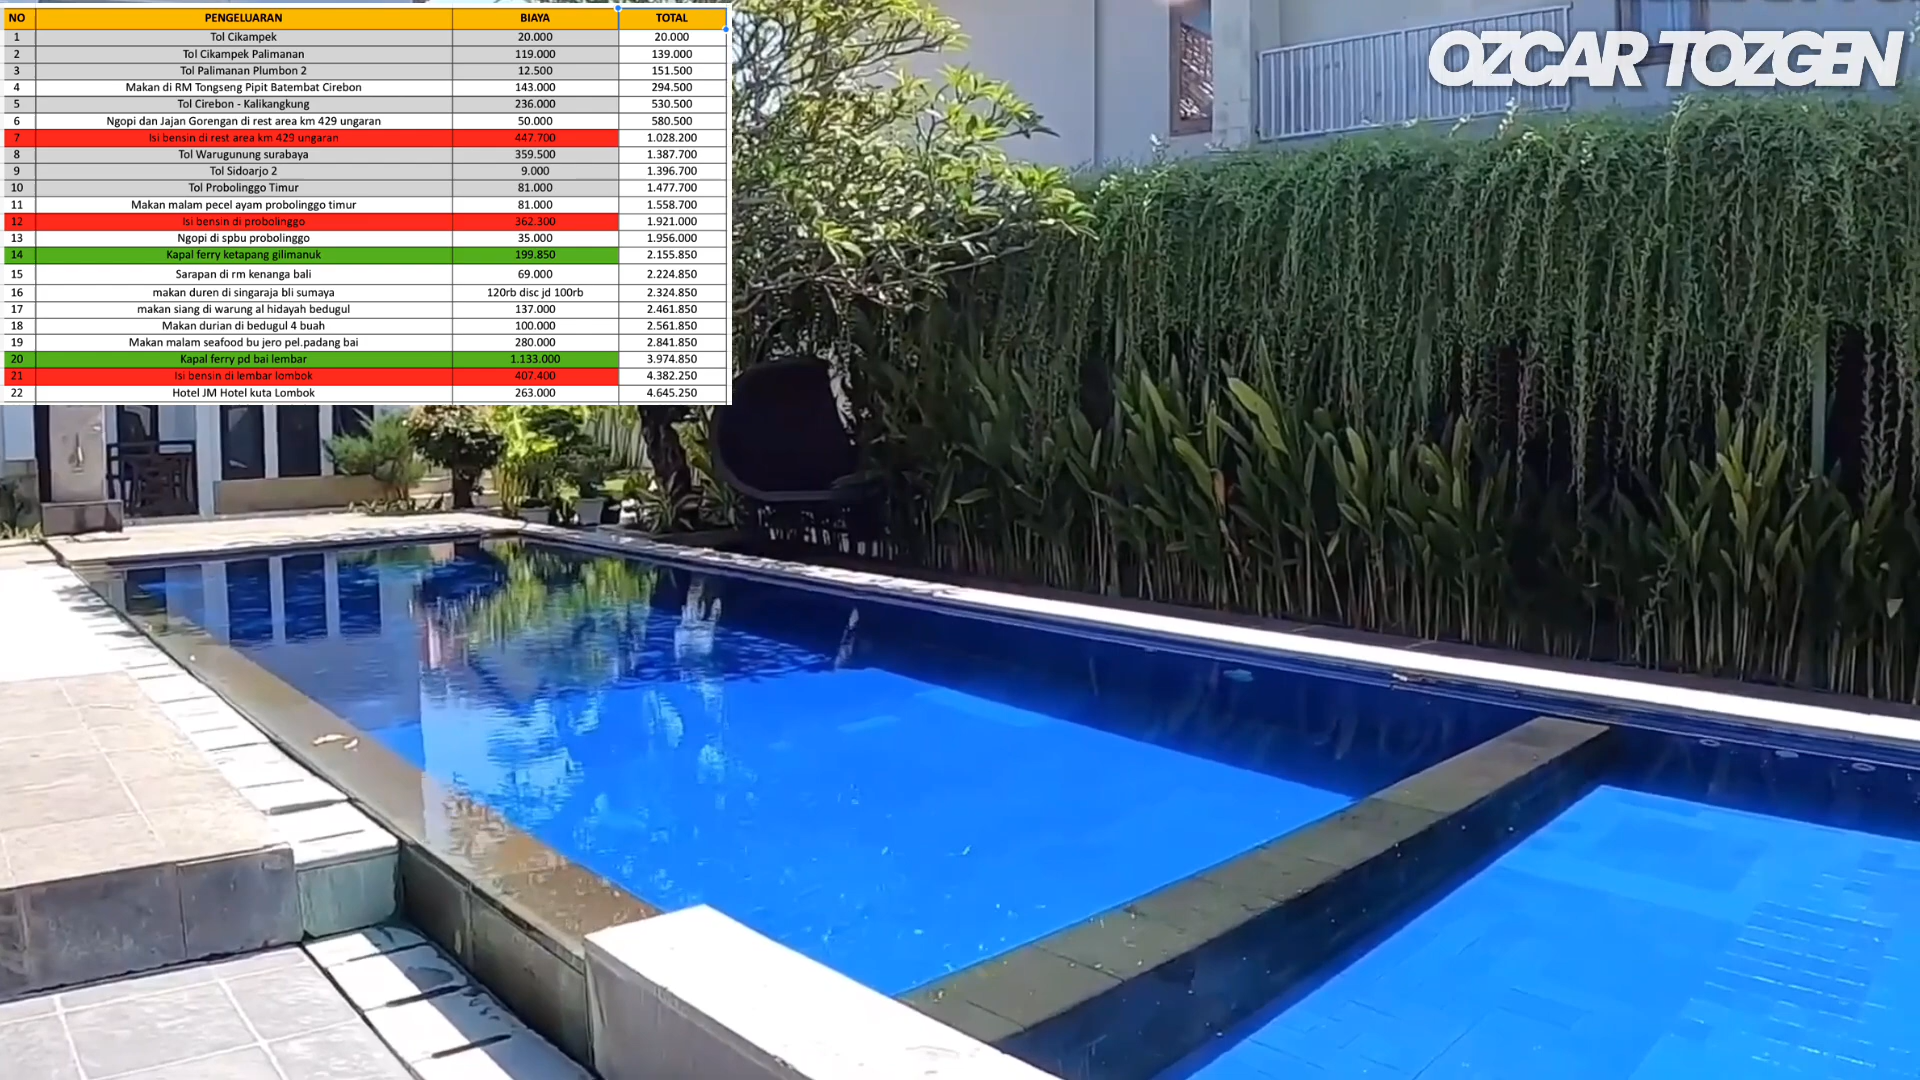 NO PENGELUARAN BIAYA TOTAL
1 Tol Cikampek 20.000 20.000
2 Tol Cikampek Palimanan 119.000 139.000
3 Tol Palimanan Plumbon 2 12.500 151.500
4 Makan di RM Tongseng Pipit Batembat Cirebon 143.000 294.500
5 Tol Cirebon - Kalikangkung 236.000 530.500
6 Ngopi dan Jajan Gorengan di rest area km 429 ungaran 50.000 580.500
7 Isi bensin di rest area km 429 ungaran 447.700 1.028.200
8 Tol Warugunung surabaya 359.500 1.387.700
9 Tol Sidoarjo 2 9.000 1.396.700
10 Tol Probolinggo Timur 81.000 1.477.700
11 Makan malam pecel ayam probolinggo timur 81.000 1.558.700
12 Isi bensin di probolinggo 362.300 1.921.000
13 Ngopi di spbu probolinggo 35.000 1.956.000
14 Kapal ferry ketapang gilimanuk 199.850 2.155.850
15 Sarapan di rm kenanga bali 69.000 2.224.850
16 makan duren di singaraja bli sumaya 120rb disc jd 100rb 2.324.850
17 makan siang di warung al hidayah bedugul 137.000 2.461.850
18 Makan durian di bedugul 4 buah 100.000 2.561.850
19 Makan malam seafood bu jero pel.padang bai 280.000 2.841.850
20 Kapal ferry pd bai lembar 1.133.000 3.974.850
21 Isi bensin di lembar lombok 407.400 4.382.250
22 Hotel JM Hotel kuta Lombok 263.000 4.645.250
OZCAR TOZGEN